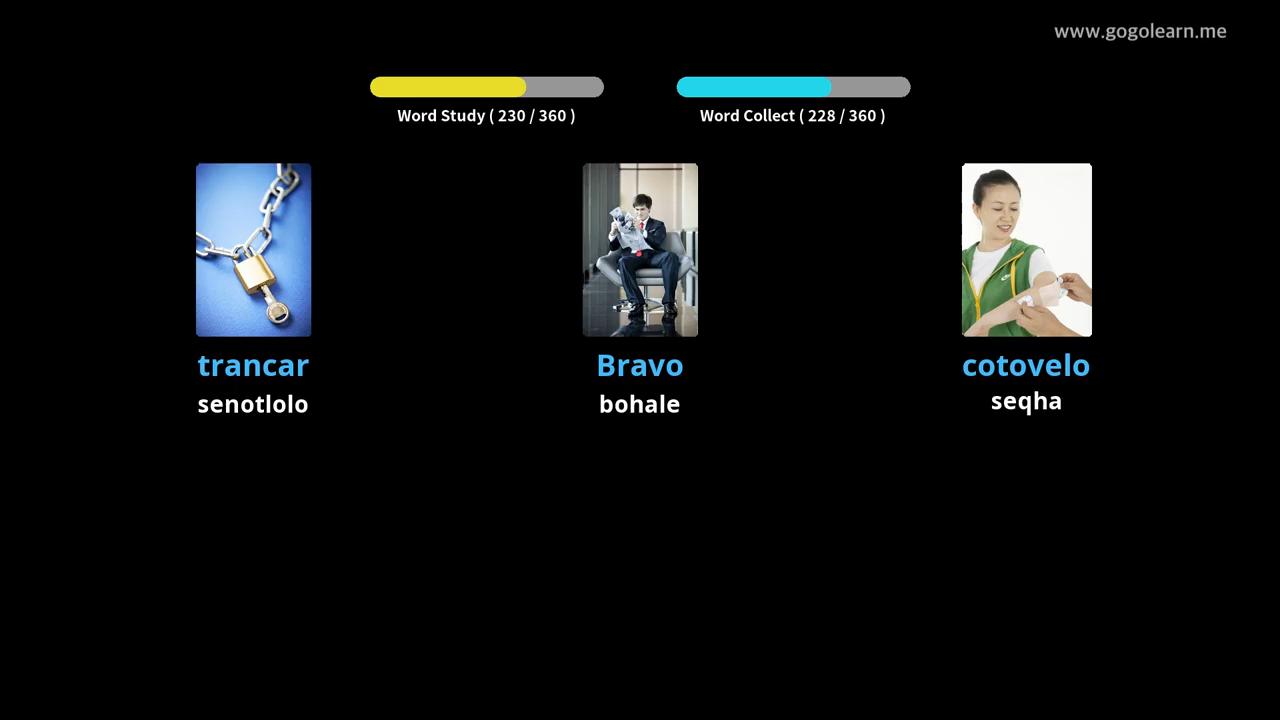 www.gogolearn.me
Word Study ( 230 / 360 )
Word Collect ( 228 / 360 )
trancar
senotlolo
Bravo
bohale
cotovelo
seqha